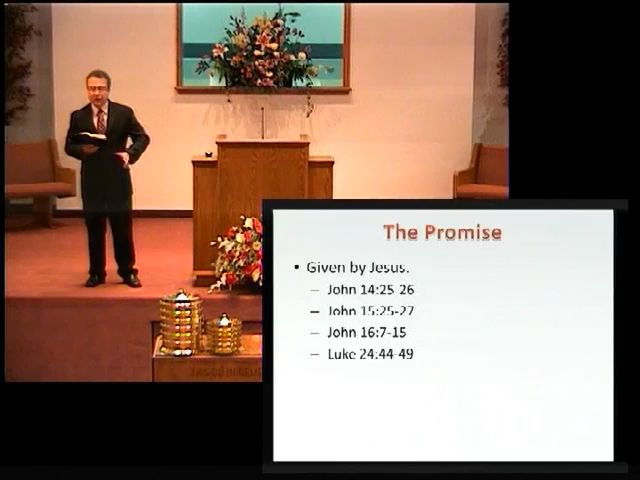 The Promise
• Given by Jesus.
– John 14:25-26
– John 15:25-27
– John 16:7-15
– Luke 24:44-49